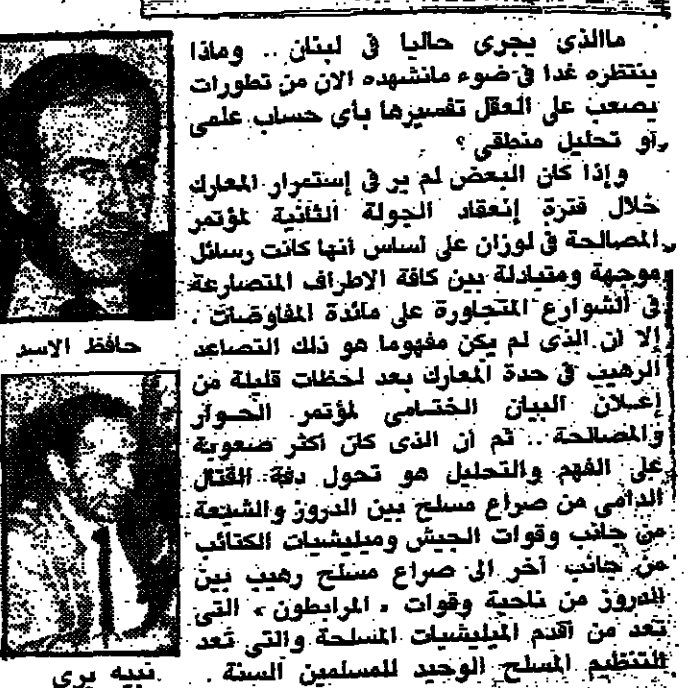 ماالذى يجرى حاليا فى لبنان .. وماذا
ينتظره غدا فى ضوء مانشهده الان من تطورات
يصعب على العقل تفسيرها بأى حساب علمى
أو تحليل منطقى ؟
وإذا كان البعض لم ير فى إستمرار المعارك
خلال فترة إنعقاد الجولة الثانية لمؤتمر
المصالحة فى لوزان على اساس أنها كانت رسائل
موجهة ومتبادلة بين كافة الاطراف المتصارعة
فى الشوارع المتجاورة على مائدة المفاوضات .
إلا أن الذى لم يكن مفهوما هو ذلك التصاعد
الرهيب فى حدة المعارك بعد لحظات قليلة من
إعلان البيان الختامى لمؤتمر الحوار
والمصالحة .. ثم أن الذى كان أكثر صعوبة
على الفهم والتحليل هو تحول دفة القتال
الدامى من صراع مسلح بين الدروز والشيعة
من جانب وقوات الجيش وميليشيات الكتائب
من جانب آخر الى صراع مسلح رهيب بين
الدروز من ناحية وقوات « المرابطون » التى
تعد من أقدم الميليشيات المسلحة والتى تعد
التنظيم المسلح الوحيد للمسلمين السنة .
حافظ الاسد
نبيه برى